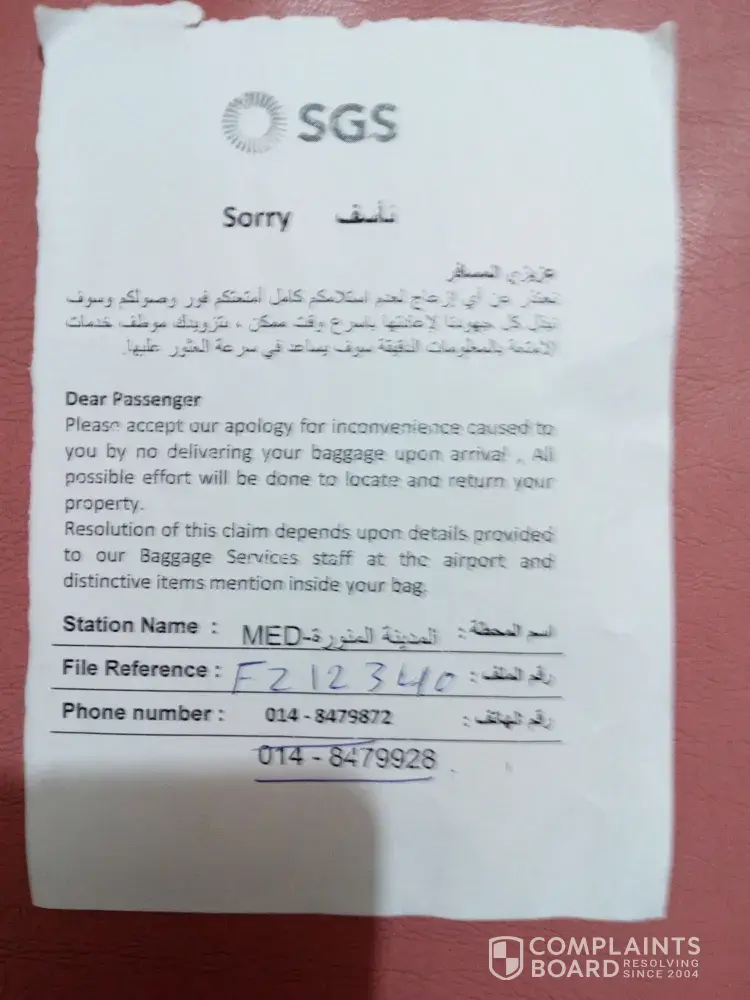 SGS
Sorry نأسف
عزيزي المسافر
نعتذر عن أي إزعاج لعدم استلامكم كامل أمتعتكم فور وصولكم وسوف
نبذل كل جهودنا لإعادتها باسرع وقت ممكن ، بتزويدك موظف خدمات
الامتعة بالمعلومات الدقيقة سوف يساعد في سرعة العثور عليها.
Dear Passenger
Please accept our apology for inconvenience caused to
you by no delivering your baggage upon arrival . All
possible effort will be done to locate and return your
property.
Resolution of this claim depends upon details provided
to our Baggage Services staff at the airport and
distinctive items mention inside your bag.
Station Name : MED-المدينة المنورة اسم المحطة :
File Reference : FZ12340 رقم الملف :
Phone number : 014 - 8479872 رقم الهاتف :
014 - 8479928
COMPLAINTS
BOARD RESOLVING
SINCE 2004